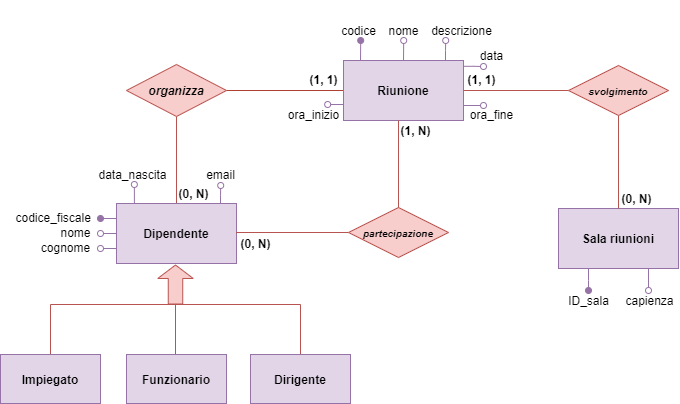 codice
nome
descrizione
data
(1, 1)
Riunione
(1, 1)
organizza
svolgimento
ora_inizio
ora_fine
(1, N)
data_nascita
email
(0, N)
(0, N)
codice_fiscale
nome
cognome
Dipendente
(0, N)
partecipazione
Sala riunioni
ID_sala
capienza
Impiegato
Funzionario
Dirigente